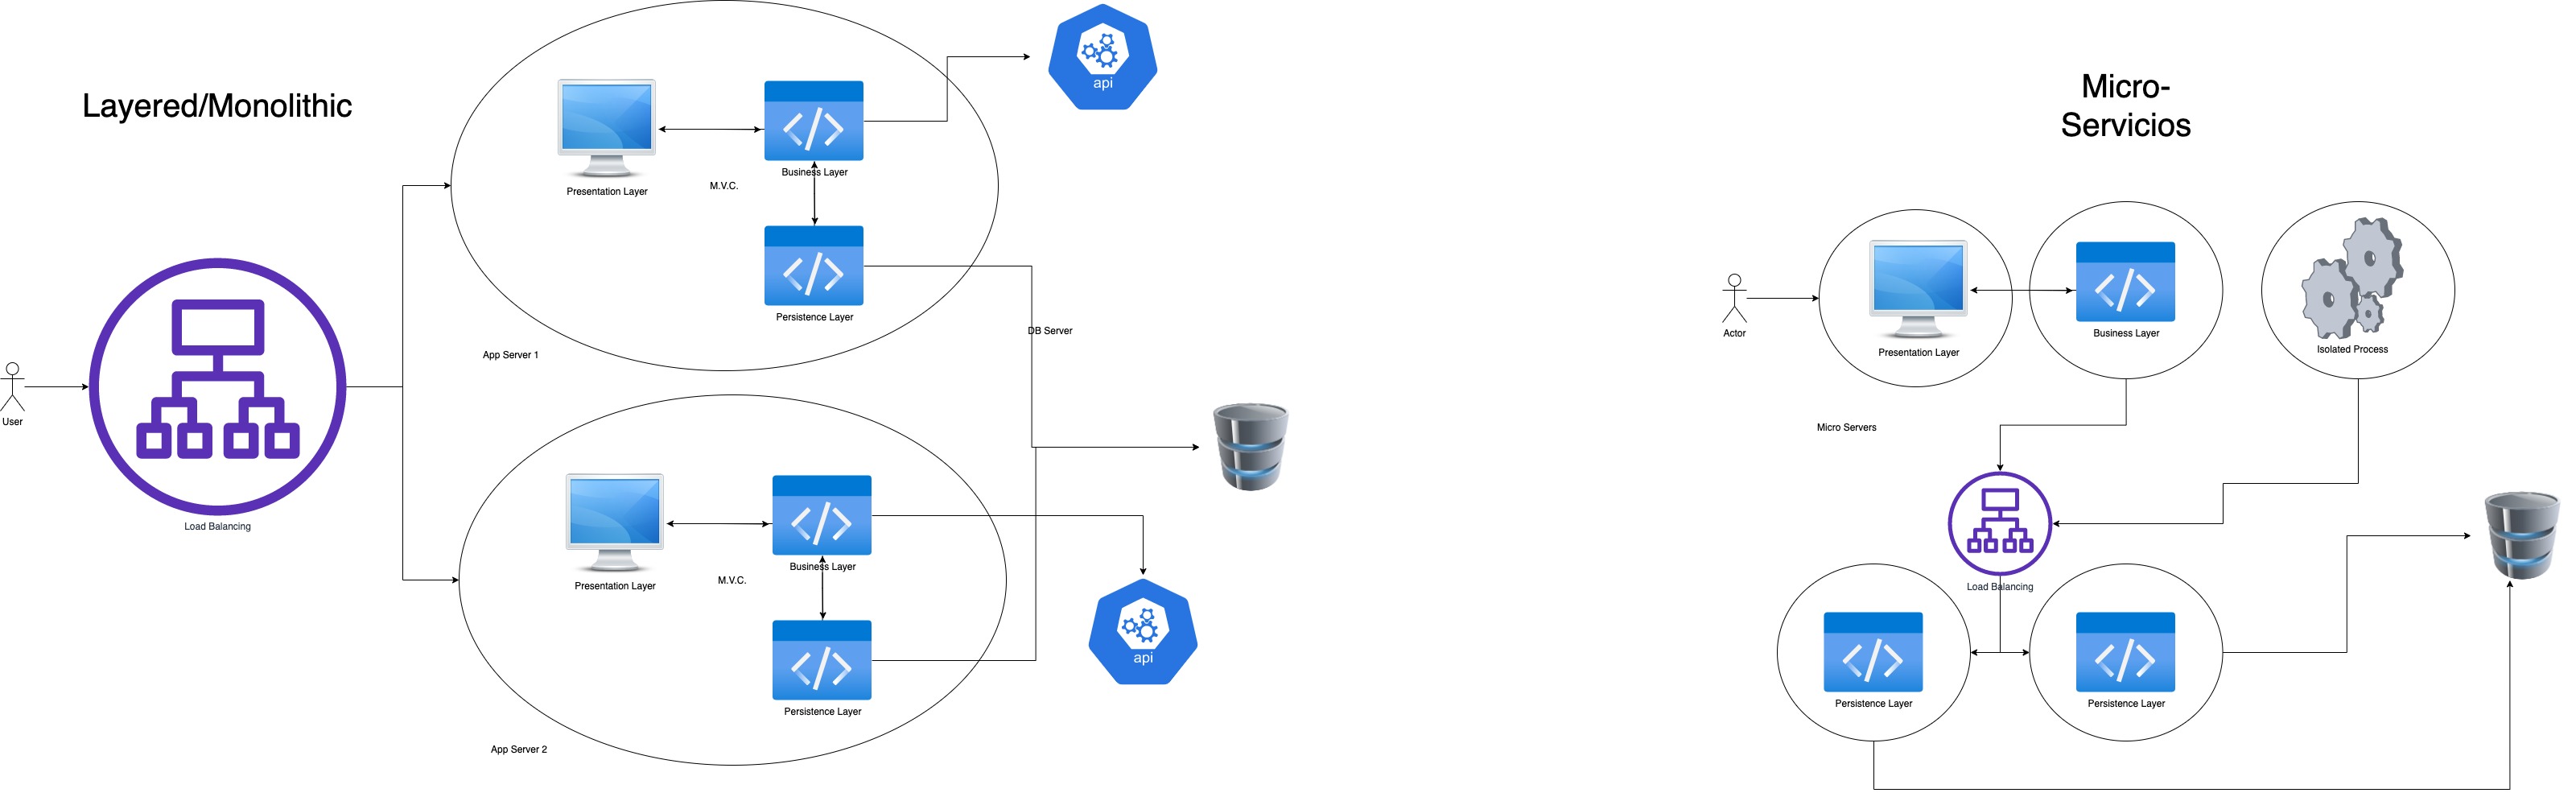 Layered/Monolithic
User
Load Balancing
Presentation Layer
M.V.C.
Business Layer
Persistence Layer
App Server 1
api
DB Server
Presentation Layer
M.V.C.
Business Layer
Persistence Layer
App Server 2
api
Micro-
Servicios
Actor
Presentation Layer
Business Layer
Isolated Process
Micro Servers
Load Balancing
Persistence Layer
Persistence Layer